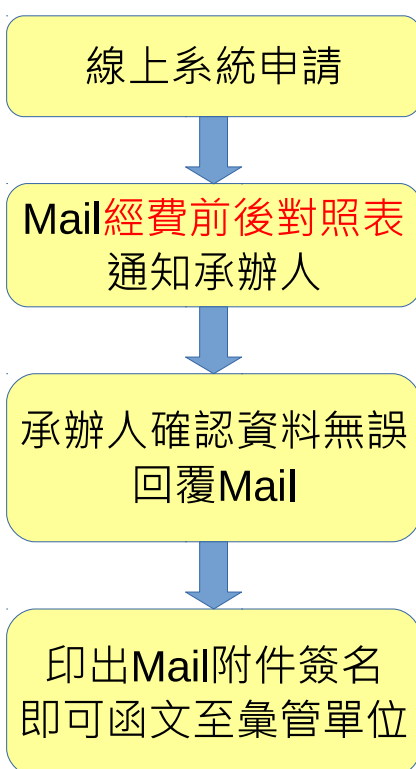 線上系統申請
Mail經費前後對照表
通知承辦人
承辦人確認資料無誤
回覆Mail
印出Mail附件簽名
即可函文至彙管單位